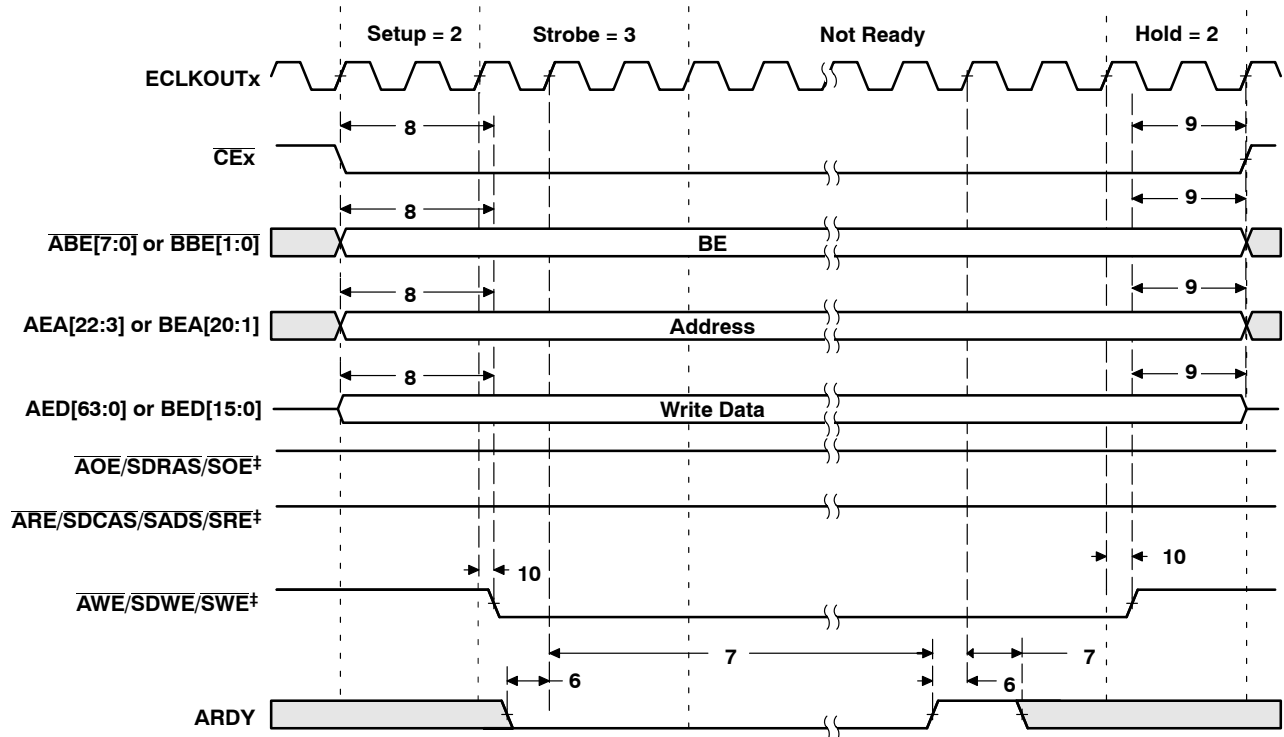 Setup = 2 Strobe = 3 Not Ready Hold = 2
ECLKOUTx
8 9
CEx
8 9
ABE[7:0] or BBE[1:0] BE
8 9
AEA[22:3] or BEA[20:1] Address
8 9
AED[63:0] or BED[15:0] Write Data
AOE/SDRAS/SOE‡
ARE/SDCAS/SADS/SRE‡
10 10
AWE/SDWE/SWE‡
7 7
6 6
ARDY